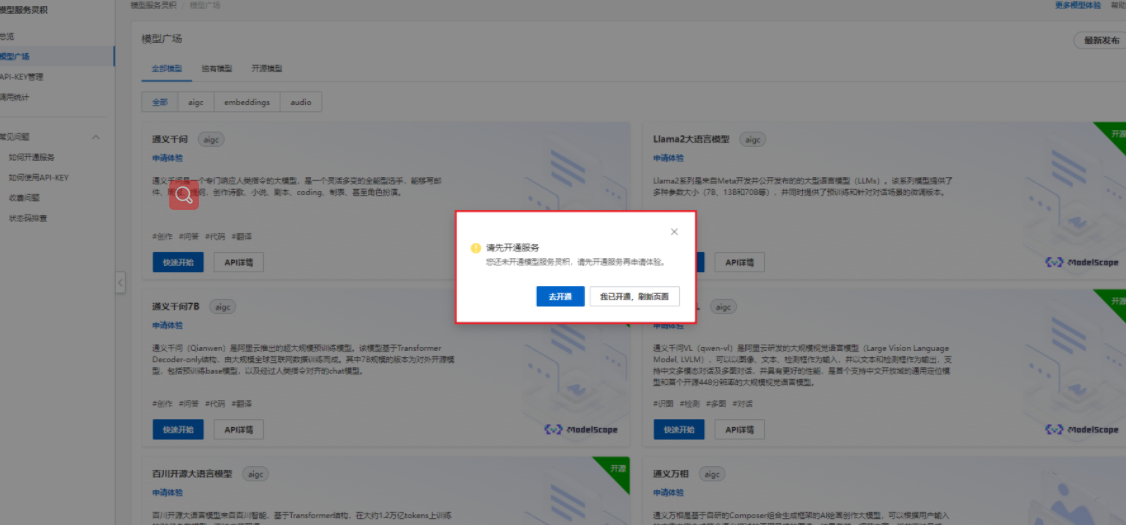 模型服务灵积
模型服务灵积 / 模型广场
更多模型体验 帮助
总览
模型广场
API-KEY管理
调用统计
常见问题
如何开通服务
如何使用API-KEY
收费问题
状态码排查
模型广场
最新发布
全部模型 独有模型 开源模型
全部 aigc embeddings audio
通义千问 aigc
申请体验
通义千问是一个专门响应人类指令的大模型，是一个灵活多变的全能型选手，能够写邮
创作诗歌、小说、剧本、coding、制表、甚至角色扮演。
#创作 #问答 #代码 #翻译
快速开始 API详情
Llama2大语言模型 aigc
开源
申请体验
Llama2系列是来自Meta开发并公开发布的的大型语言模型（LLMs）。该系列模型提供了
多种参数大小（7B、13B和70B等），并同时提供了预训练和针对对话场景的微调版本。
API详情
ModelScope
请先开通服务
您还未开通模型服务灵积，请先开通服务再申请体验。
去开通 我已开通，刷新页面
通义千问7B aigc
申请体验
通义千问（Qianwen）是阿里云推出的超大规模预训练模型。该模型基于Transformer
Decoder-only结构，由大规模全球互联网数据训练而成。其中7B规模的版本为对外开源模
型，包括预训练base模型，以及经过人类指令对齐的chat模型。
#创作 #问答 #代码 #翻译
快速开始 API详情
ModelScope
aigc
开源
申请体验
通义千问VL（qwen-vl）是阿里云研发的大规模视觉语言模型（Large Vision Language
Model, LVLM），可以以图像、文本、检测框作为输入，并以文本和检测框作为输出，支
持中文多模态对话及多图对话，并具有更好的性能，是首个支持中文开放域的通用定位模
型和首个开源448分辨率的大规模视觉语言模型。
#识图 #检测 #多图 #对话
快速开始 API详情
ModelScope
百川开源大语言模型 aigc
开源
申请体验
百川开源大语言模型来自百川智能，基于Transformer结构，在大约1.2万亿tokens上训练
通义万相 aigc
申请体验
通义万相是基于自研的Composer组合生成框架的AI绘画创作大模型，可以根据用户输入